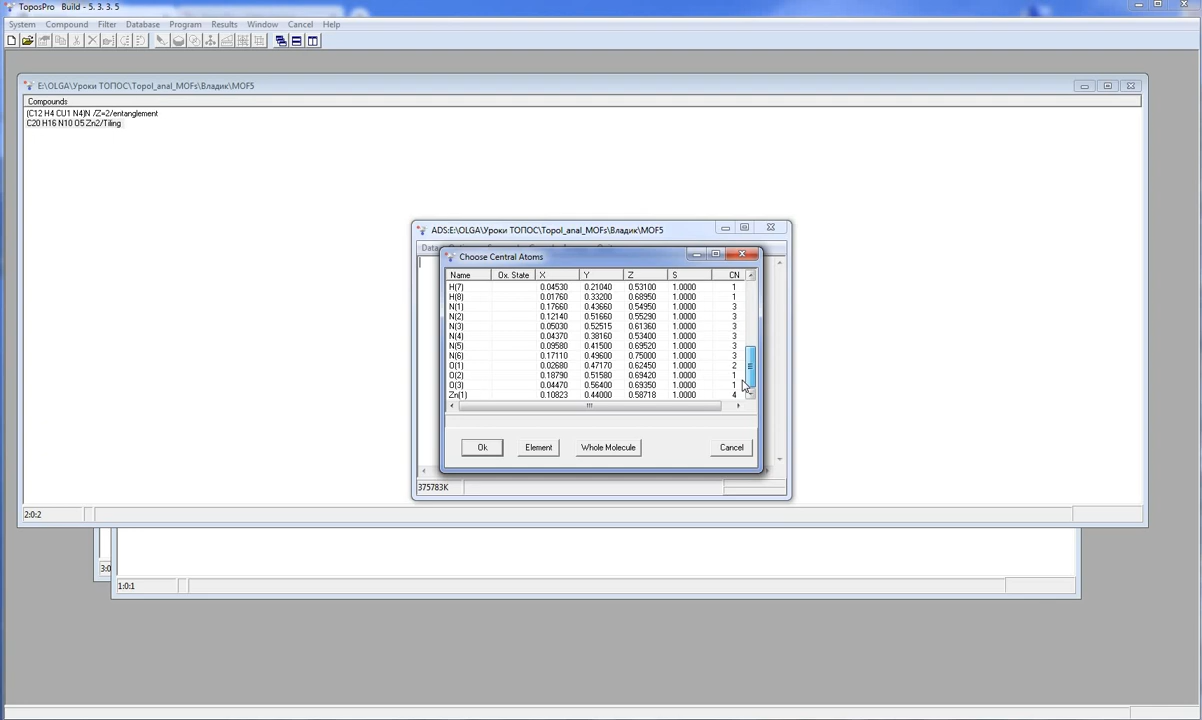 ToposPro Build - 5. 3. 3. 5
System Compound Filter Database Program Results Window Cancel Help
E:\OLGA\Уроки ТОПОС\Topol_anal_MOFs\Владик\MOF5
Compounds
(C12 H4 CU1 N4)N /Z=2/entanglement
C20 H16 N10 O5 Zn2/Tiling
ADS:E:\OLGA\Уроки ТОПОС\Topol_anal_MOFs\Владик\MOF5
Choose Central Atoms
Name Ox. State X Y Z S CN
H(7) 0.04530 0.21040 0.53100 1.0000 1
H(8) 0.01760 0.33200 0.68950 1.0000 1
N(1) 0.17660 0.43660 0.54950 1.0000 3
N(2) 0.12140 0.51660 0.55290 1.0000 3
N(3) 0.05030 0.52515 0.61360 1.0000 3
N(4) 0.04370 0.38160 0.53400 1.0000 3
N(5) 0.09580 0.41500 0.69520 1.0000 3
N(6) 0.17110 0.49600 0.75000 1.0000 3
O(1) 0.02680 0.47170 0.62450 1.0000 2
O(2) 0.18790 0.51580 0.69420 1.0000 1
O(3) 0.04470 0.56400 0.69350 1.0000 1
Zn(1) 0.10823 0.44000 0.58718 1.0000 4
Ok Element Whole Molecule Cancel
375783K
2:0:2
3:0
1:0:1